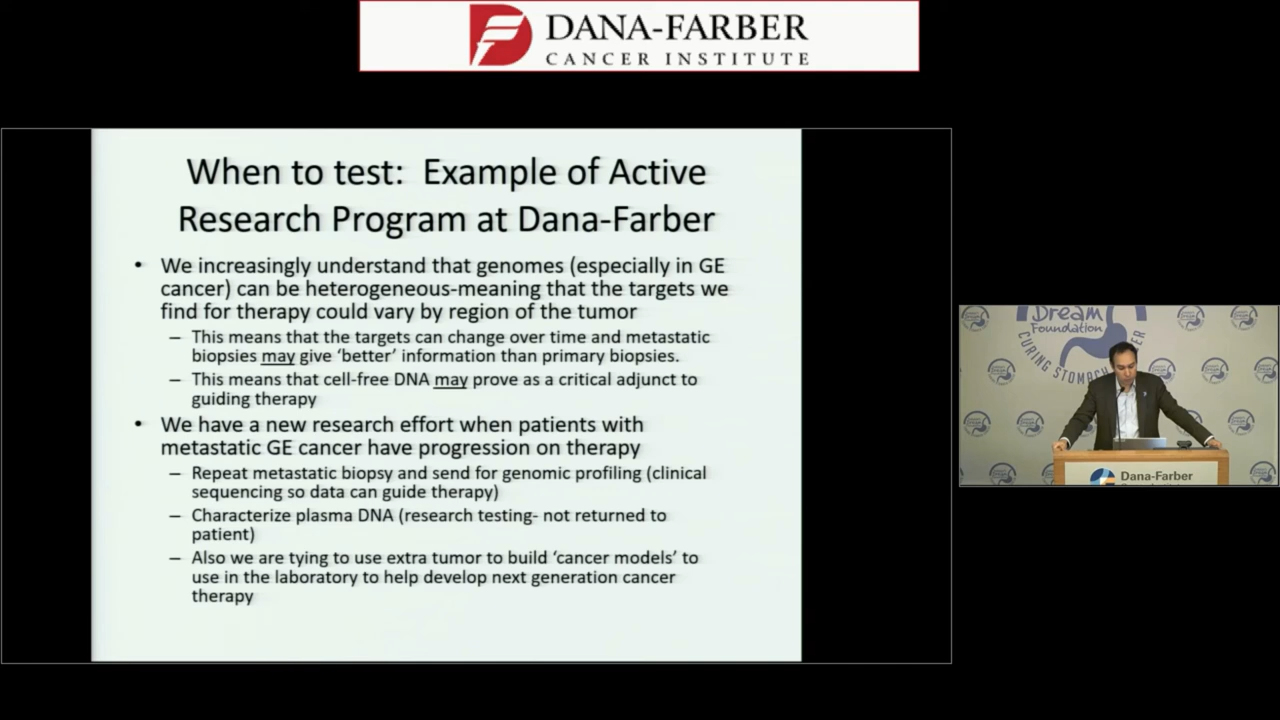 DANA-FARBER
CANCER INSTITUTE
When to test: Example of Active
Research Program at Dana-Farber
• We increasingly understand that genomes (especially in GE
cancer) can be heterogeneous-meaning that the targets we
find for therapy could vary by region of the tumor
– This means that the targets can change over time and metastatic
biopsies may give ‘better’ information than primary biopsies.
– This means that cell-free DNA may prove as a critical adjunct to
guiding therapy
• We have a new research effort when patients with
metastatic GE cancer have progression on therapy
– Repeat metastatic biopsy and send for genomic profiling (clinical
sequencing so data can guide therapy)
– Characterize plasma DNA (research testing- not returned to
patient)
– Also we are tying to use extra tumor to build ‘cancer models’ to
use in the laboratory to help develop next generation cancer
therapy
Dream
Foundation
CURING STOMACH
Dana-Farber